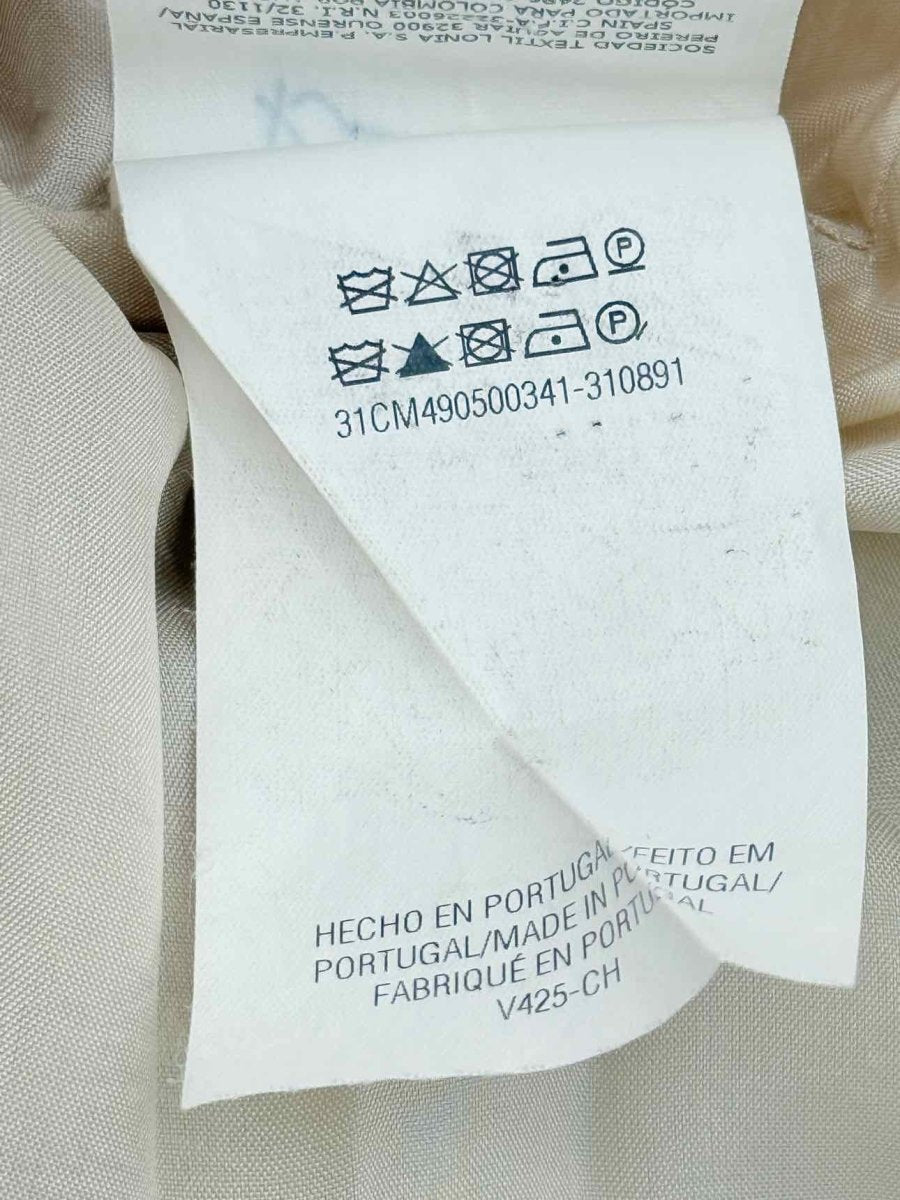 SOCIEDAD TEXTIL LONIA S.A. P. EMPRESARIAL
PEREIRO DE AGUIAR 32900 OURENSE ESPAÑA/
SPAIN C.I.F.A-32226003 N.R.I. 32/1130
IMPORTADO PARA COLOMBIA POR
CÓDIGO
P
P
31CM490500341-310891
HECHO EN PORTUGAL/FEITO EM
PORTUGAL/MADE IN PORTUGAL/
FABRIQUÉ EN PORTUGAL
V425-CH